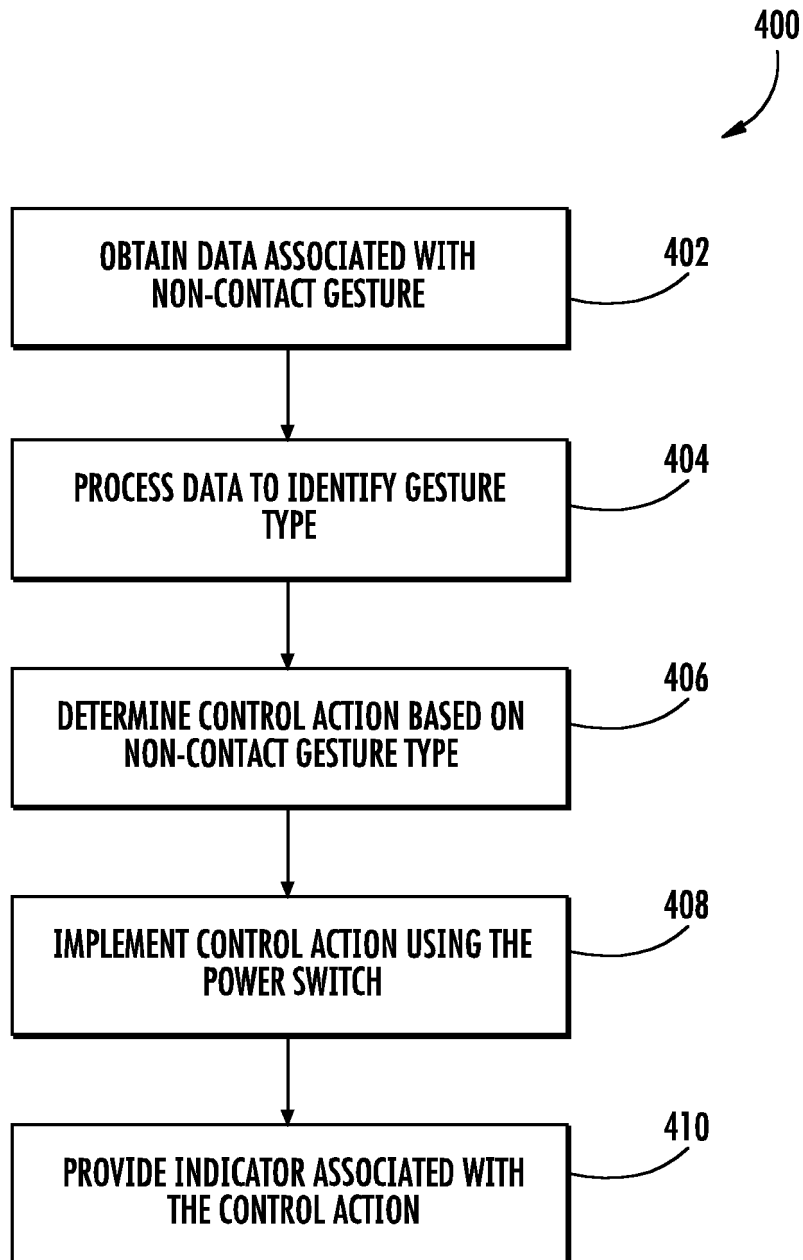 400
OBTAIN DATA ASSOCIATED WITH
NON-CONTACT GESTURE
402
PROCESS DATA TO IDENTIFY GESTURE
TYPE
404
DETERMINE CONTROL ACTION BASED ON
NON-CONTACT GESTURE TYPE
406
IMPLEMENT CONTROL ACTION USING THE
POWER SWITCH
408
PROVIDE INDICATOR ASSOCIATED WITH
THE CONTROL ACTION
410